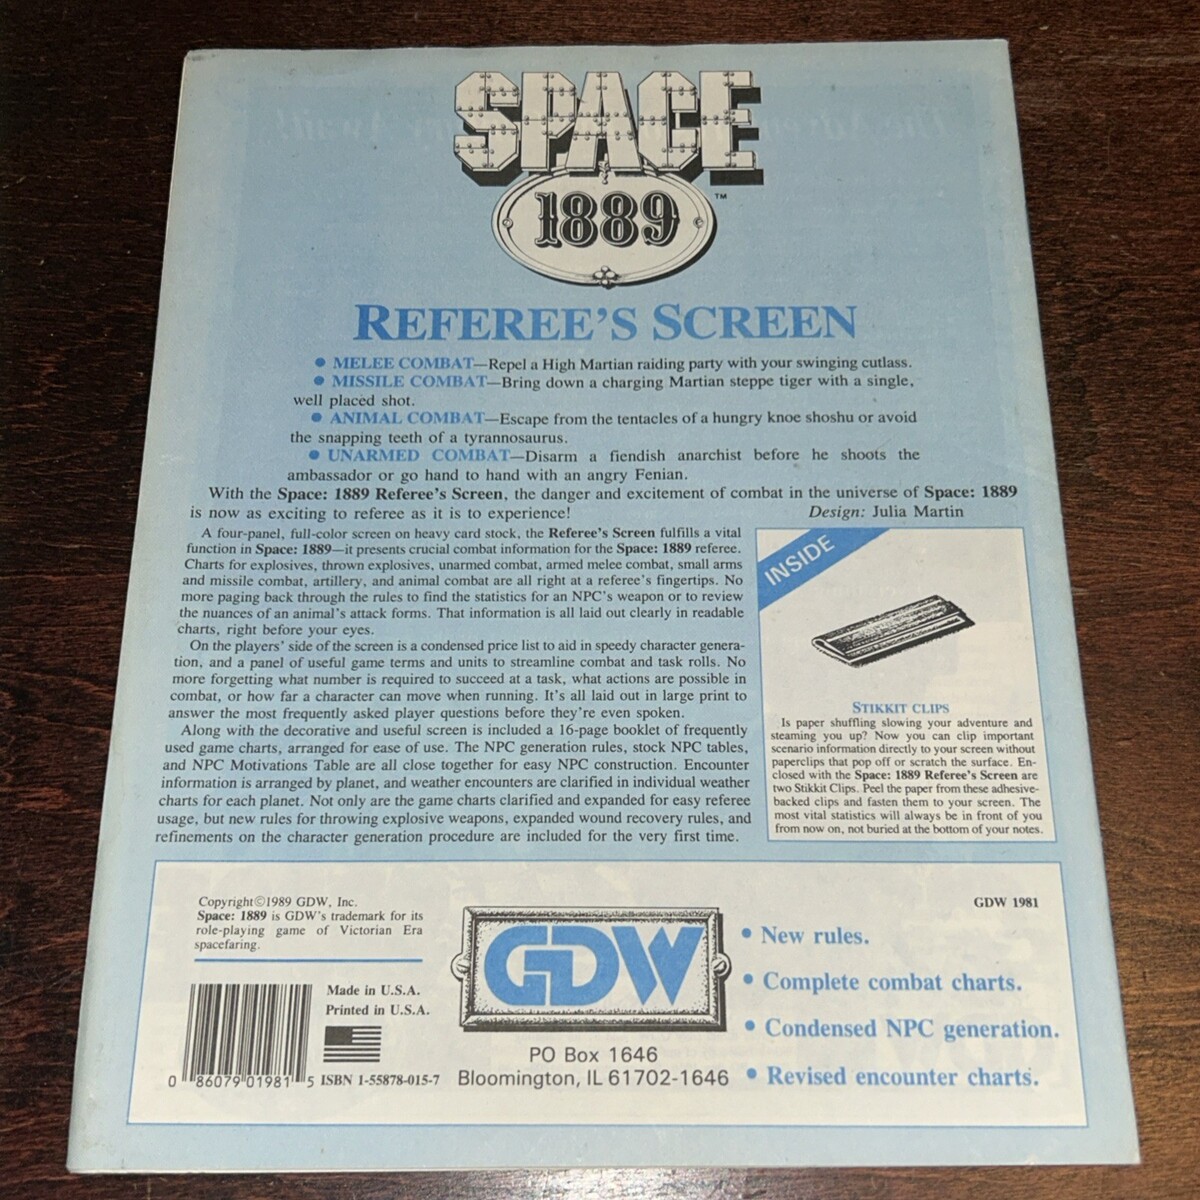 SPACE
1889
TM
REFEREE'S SCREEN
• MELEE COMBAT—Repel a High Martian raiding party with your swinging cutlass.
• MISSILE COMBAT—Bring down a charging Martian steppe tiger with a single,
well placed shot.
• ANIMAL COMBAT—Escape from the tentacles of a hungry knoe shoshu or avoid
the snapping teeth of a tyrannosaurus.
• UNARMED COMBAT—Disarm a fiendish anarchist before he shoots the
ambassador or go hand to hand with an angry Fenian.
With the Space: 1889 Referee's Screen, the danger and excitement of combat in the universe of Space: 1889
is now as exciting to referee as it is to experience!
Design: Julia Martin
A four-panel, full-color screen on heavy card stock, the Referee's Screen fulfills a vital
function in Space: 1889—it presents crucial combat information for the Space: 1889 referee.
Charts for explosives, thrown explosives, unarmed combat, armed melee combat, small arms
and missile combat, artillery, and animal combat are all right at a referee's fingertips. No
more paging back through the rules to find the statistics for an NPC's weapon or to review
the nuances of an animal's attack forms. That information is all laid out clearly in readable
charts, right before your eyes.
On the players' side of the screen is a condensed price list to aid in speedy character genera-
tion, and a panel of useful game terms and units to streamline combat and task rolls. No
more forgetting what number is required to succeed at a task, what actions are possible in
combat, or how far a character can move when running. It's all laid out in large print to
answer the most frequently asked player questions before they're even spoken.
Along with the decorative and useful screen is included a 16-page booklet of frequently
used game charts, arranged for ease of use. The NPC generation rules, stock NPC tables,
and NPC Motivations Table are all close together for easy NPC construction. Encounter
information is arranged by planet, and weather encounters are clarified in individual weather
charts for each planet. Not only are the game charts clarified and expanded for easy referee
usage, but new rules for throwing explosive weapons, expanded wound recovery rules, and
refinements on the character generation procedure are included for the very first time.
INSIDE
STIKKIT CLIPS
Is paper shuffling slowing your adventure and
steaming you up? Now you can clip important
scenario information directly to your screen without
paperclips that pop off or scratch the surface. En-
closed with the Space: 1889 Referee's Screen are
two Stikkit Clips. Peel the paper from these adhesive-
backed clips and fasten them to your screen. The
most vital statistics will always be in front of you
from now on, not buried at the bottom of your notes.
Copyright©1989 GDW, Inc.
Space: 1889 is GDW's trademark for its
role-playing game of Victorian Era
spacefaring.
Made in U.S.A.
Printed in U.S.A.
0 86079 01981 5
ISBN 1-55878-015-7
GDW
PO Box 1646
Bloomington, IL 61702-1646
GDW 1981
• New rules.
• Complete combat charts.
• Condensed NPC generation.
• Revised encounter charts.